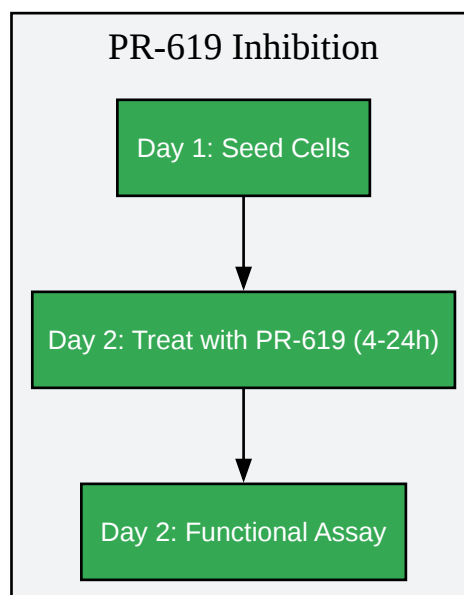 PR-619 Inhibition
Day 1: Seed Cells
Day 2: Treat with PR-619 (4-24h)
Day 2: Functional Assay